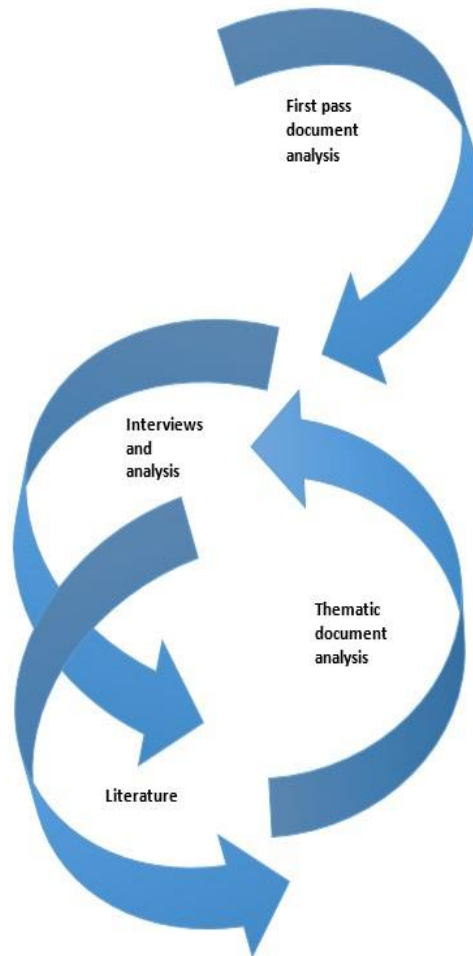 First pass
document
analysis
Interviews
and
analysis
Thematic
document
analysis
Literature